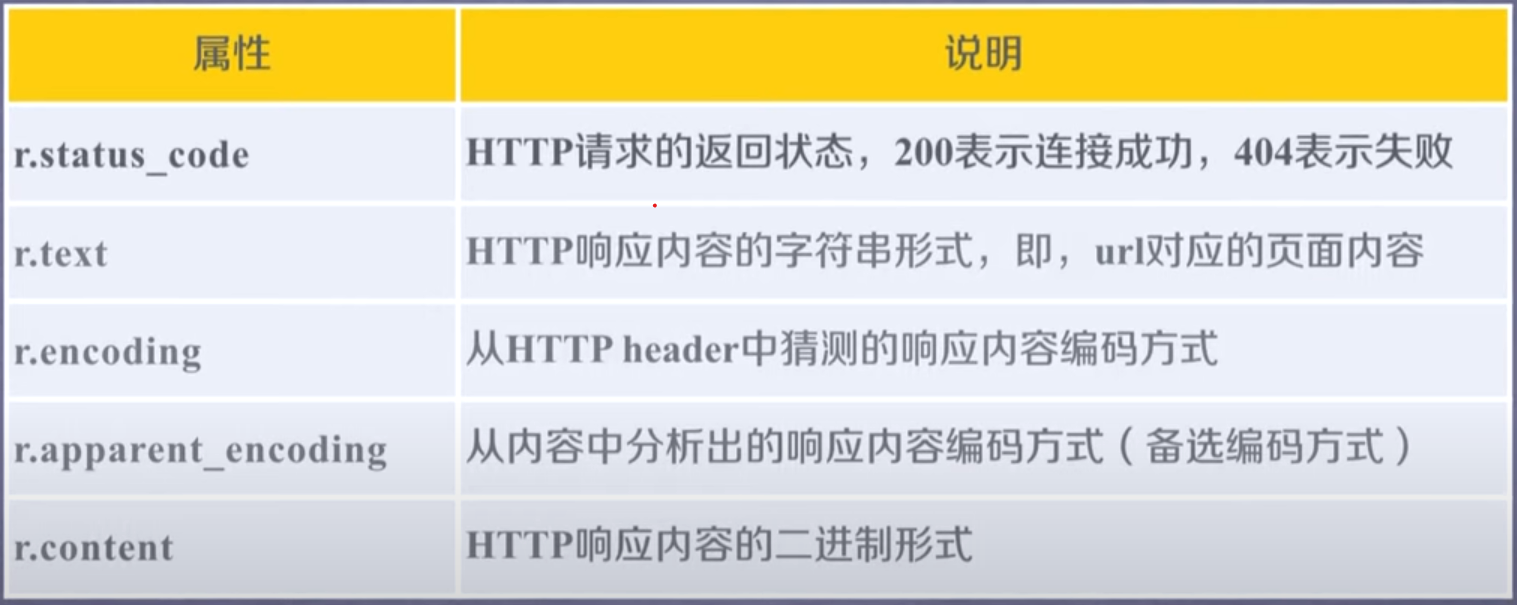 属性 说明
r.status_code HTTP请求的返回状态，200表示连接成功，404表示失败
r.text HTTP响应内容的字符串形式，即，url对应的页面内容
r.encoding 从HTTP header中猜测的响应内容编码方式
r.apparent_encoding 从内容中分析出的响应内容编码方式（备选编码方式）
r.content HTTP响应内容的二进制形式